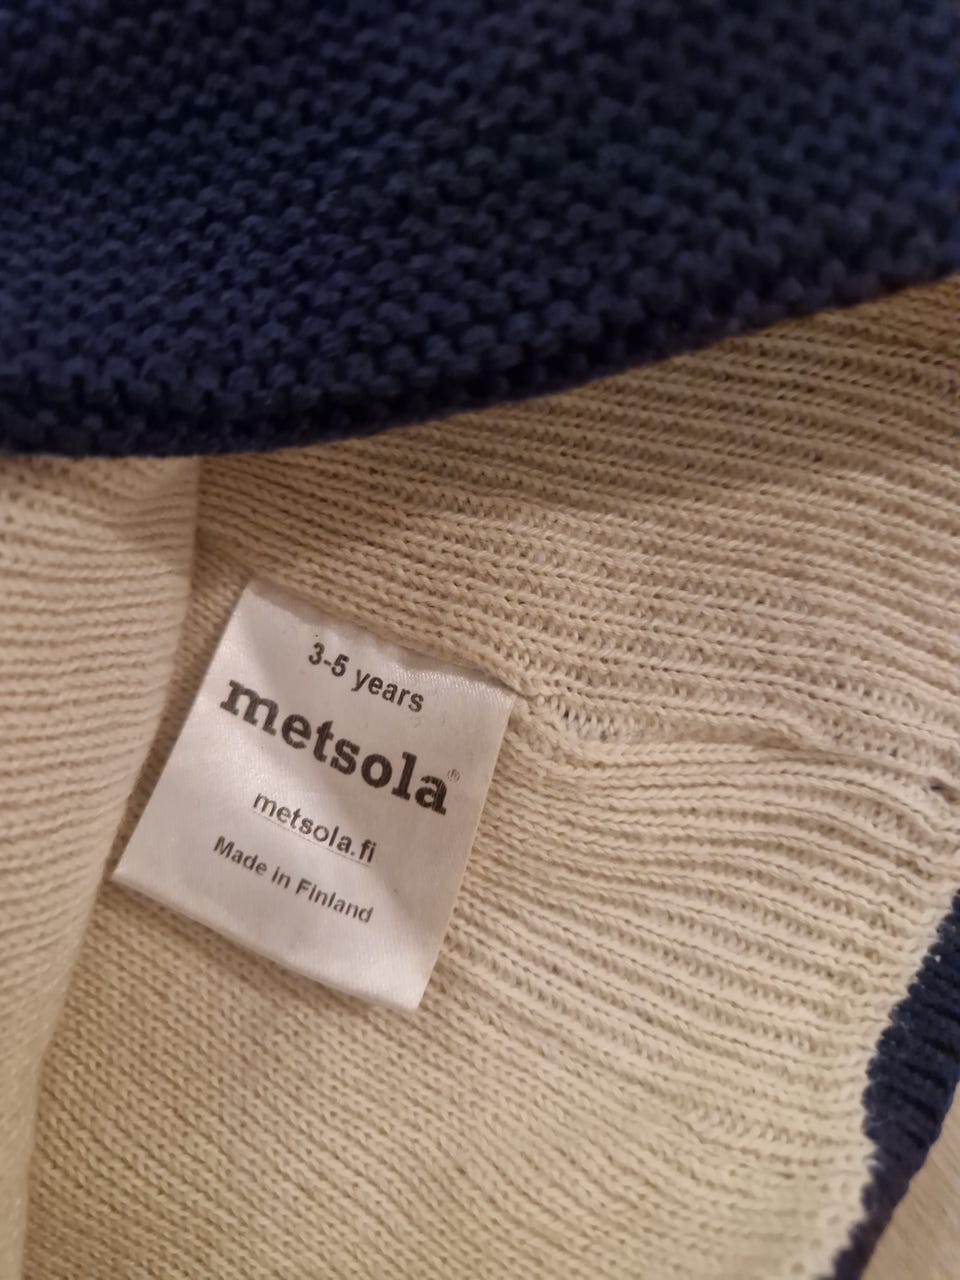 3-5 years
metsola®
metsola.fi
Made in Finland